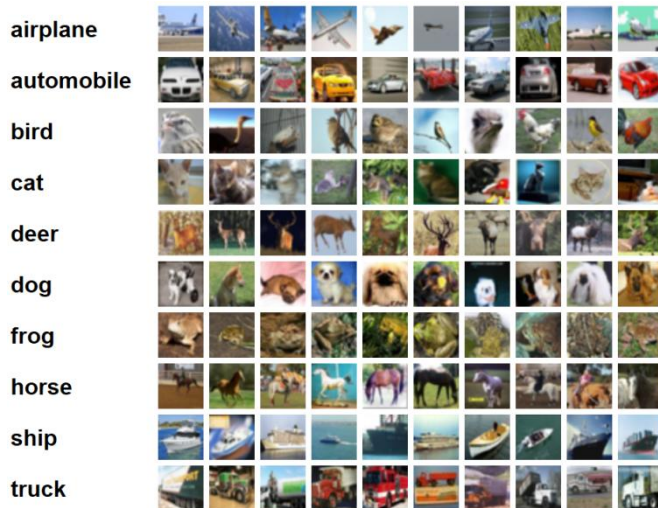 airplane
automobile
bird
cat
deer
dog
frog
horse
ship
truck